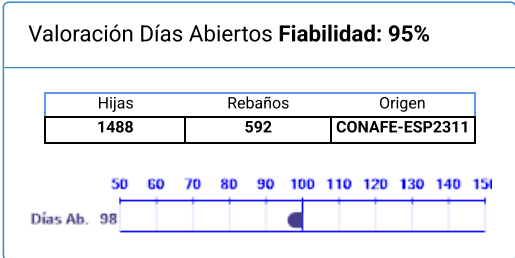 Valoración Días Abiertos Fiabilidad: 95%
Hijas Rebaños Origen
1488 592 CONAFE-ESP2311
50 60 70 80 90 100 110 120 130 140
Días Ab. 98